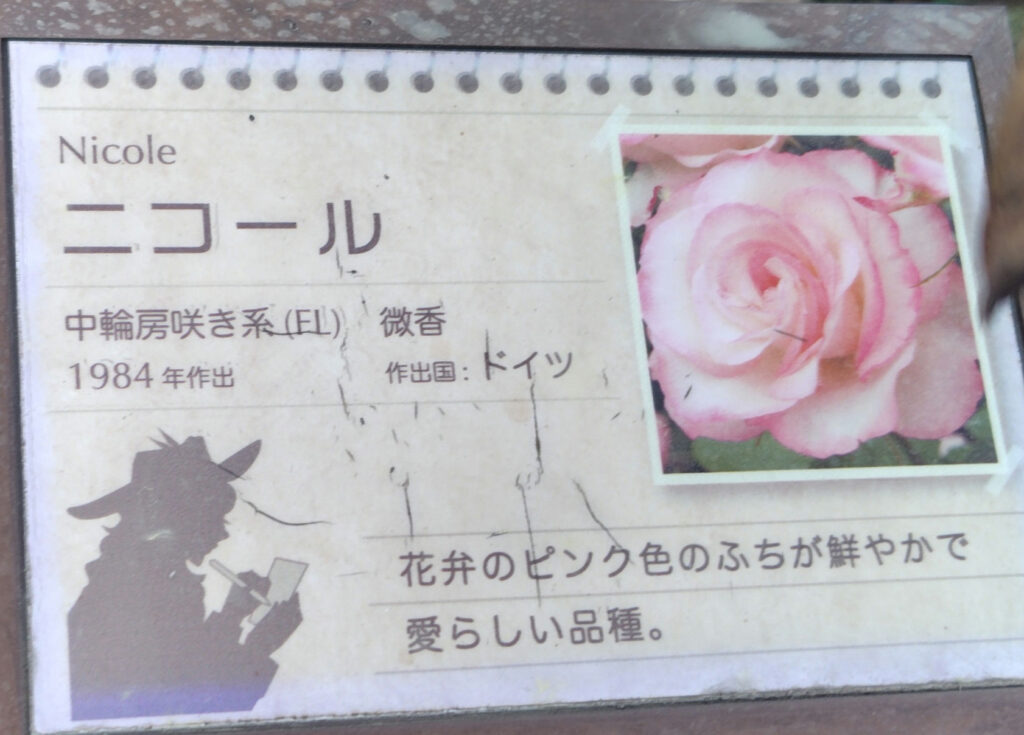 Nicole
ニコール
中輪房咲き系(FL) 微香
1984年作出 作出国:ドイツ
花弁のピンク色のふちが鮮やかで
愛らしい品種。